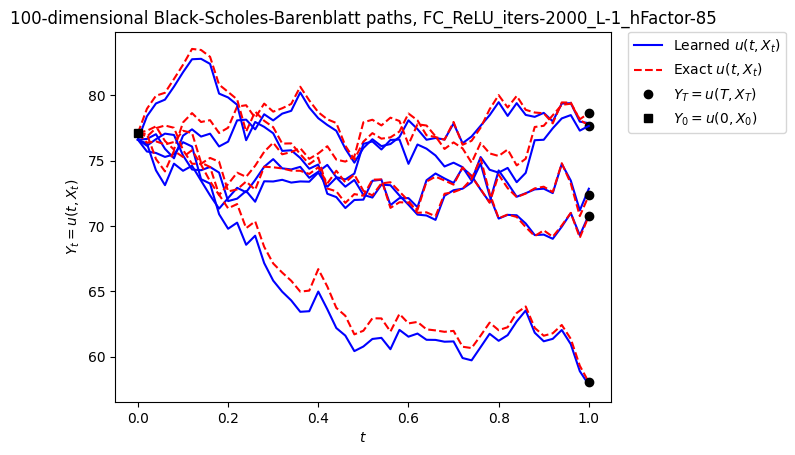 100-dimensional Black-Scholes-Barenblatt paths, FC_ReLU_iters-2000_L-1_hFactor-85
Learned u(t, X_t)
Exact u(t, X_t)
Y_T = u(T, X_T)
Y_0 = u(0, X_0)
Y_t = u(t, X_t)
80
75
70
65
60
0.0 0.2 0.4 0.6 0.8 1.0
t